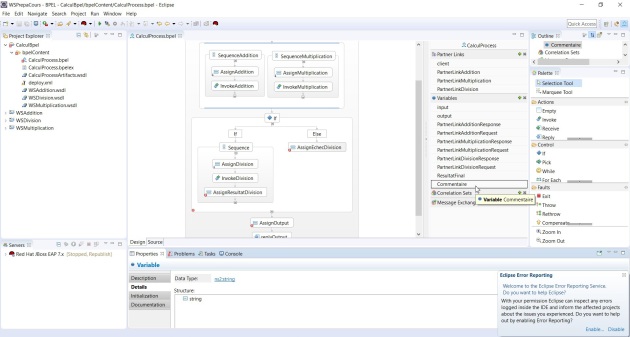 WSPrepaCours - BPEL - CalculBpel/bpelContent/CalculProcess.bpel - Eclipse
File Edit Navigate Search Project Run Window Help
Quick Access
Project Explorer
CalculBpel
bpelContent
CalculProcess.bpel
CalculProcess.bpelex
CalculProcessArtifacts.wsdl
deploy.xml
WSAddition.wsdl
WSDivision.wsdl
WSMultiplication.wsdl
WSAddition
WSDivision
WSMultiplication
Servers
Red Hat JBoss EAP 7.x [Stopped, Republish]
CalculProcess.bpel
SequenceAddition
SequenceMultiplication
AssignAddition
AssignMultiplication
InvokeAddition
InvokeMultiplication
If
If
Else
Sequence
AssignEchecDivision
AssignDivision
InvokeDivision
AssignResultatDivision
AssignOutput
Design Source
CalculProcess
Partner Links
client
PartnerLinkAddition
PartnerLinkMultiplication
PartnerLinkDivision
Variables
input
output
PartnerLinkAdditionResponse
PartnerLinkAdditionRequest
PartnerLinkMultiplicationResponse
PartnerLinkMultiplicationRequest
PartnerLinkDivisionResponse
PartnerLinkDivisionRequest
ResultatFinal
Commentaire
Correlation Sets
Message Exchang
Variable Commentaire
Outline
Commentaire
Correlation Sets
Palette
Selection Tool
Marquee Tool
Actions
Empty
Invoke
Receive
Reply
Control
If
Pick
While
For Each
Faults
Exit
Throw
Rethrow
Compensate
Zoom In
Zoom Out
Properties Problems Tasks Console
Variable
Description
Details
Initialization
Documentation
Data Type:
ns2:string
Structure:
string
Eclipse Error Reporting
Welcome to the Eclipse Error Reporting Service.
Do you want to help Eclipse?
With your permission Eclipse can inspect any errors
logged inside the IDE and inform the affected projects
about the issues you experienced. Do you want to help
out by enabling Error Reporting?
Enable... Disable